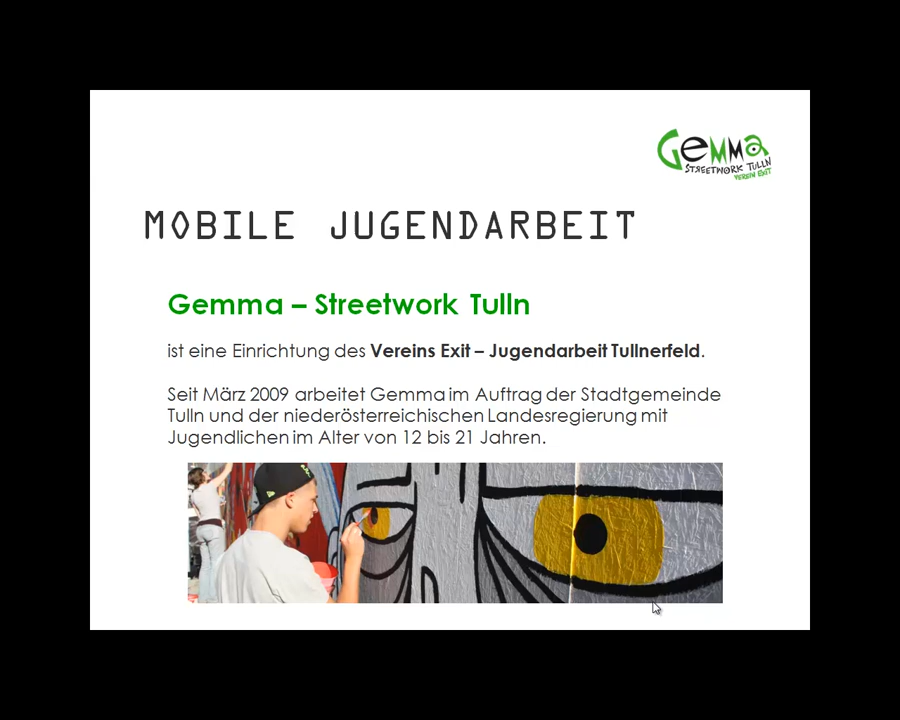 Gemma
STREETWORK TULLN
VEREIN EXIT
MOBILE JUGENDARBEIT
Gemma – Streetwork Tulln
ist eine Einrichtung des Vereins Exit – Jugendarbeit Tullnerfeld.
Seit März 2009 arbeitet Gemma im Auftrag der Stadtgemeinde
Tulln und der niederösterreichischen Landesregierung mit
Jugendlichen im Alter von 12 bis 21 Jahren.